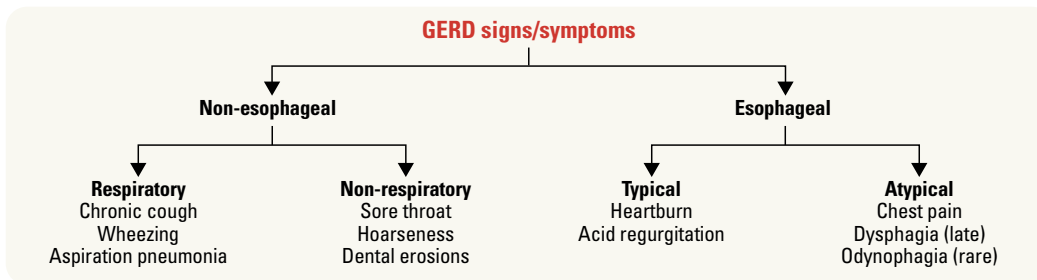 GERD signs/symptoms
Non-esophageal
Esophageal
Respiratory
Chronic cough
Wheezing
Aspiration pneumonia
Non-respiratory
Sore throat
Hoarseness
Dental erosions
Typical
Heartburn
Acid regurgitation
Atypical
Chest pain
Dysphagia (late)
Odynophagia (rare)